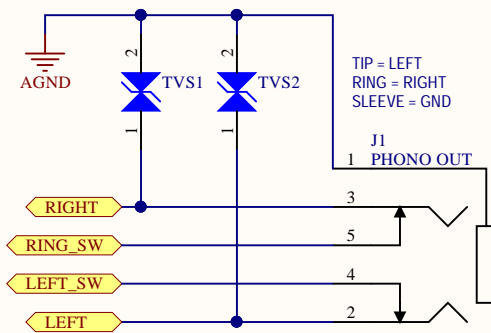 2
2
TVS1
TVS2
AGND
1
1
TIP = LEFT
RING = RIGHT
SLEEVE = GND
J1
1 PHONO OUT
RIGHT
3
RING_SW
5
LEFT_SW
4
LEFT
2